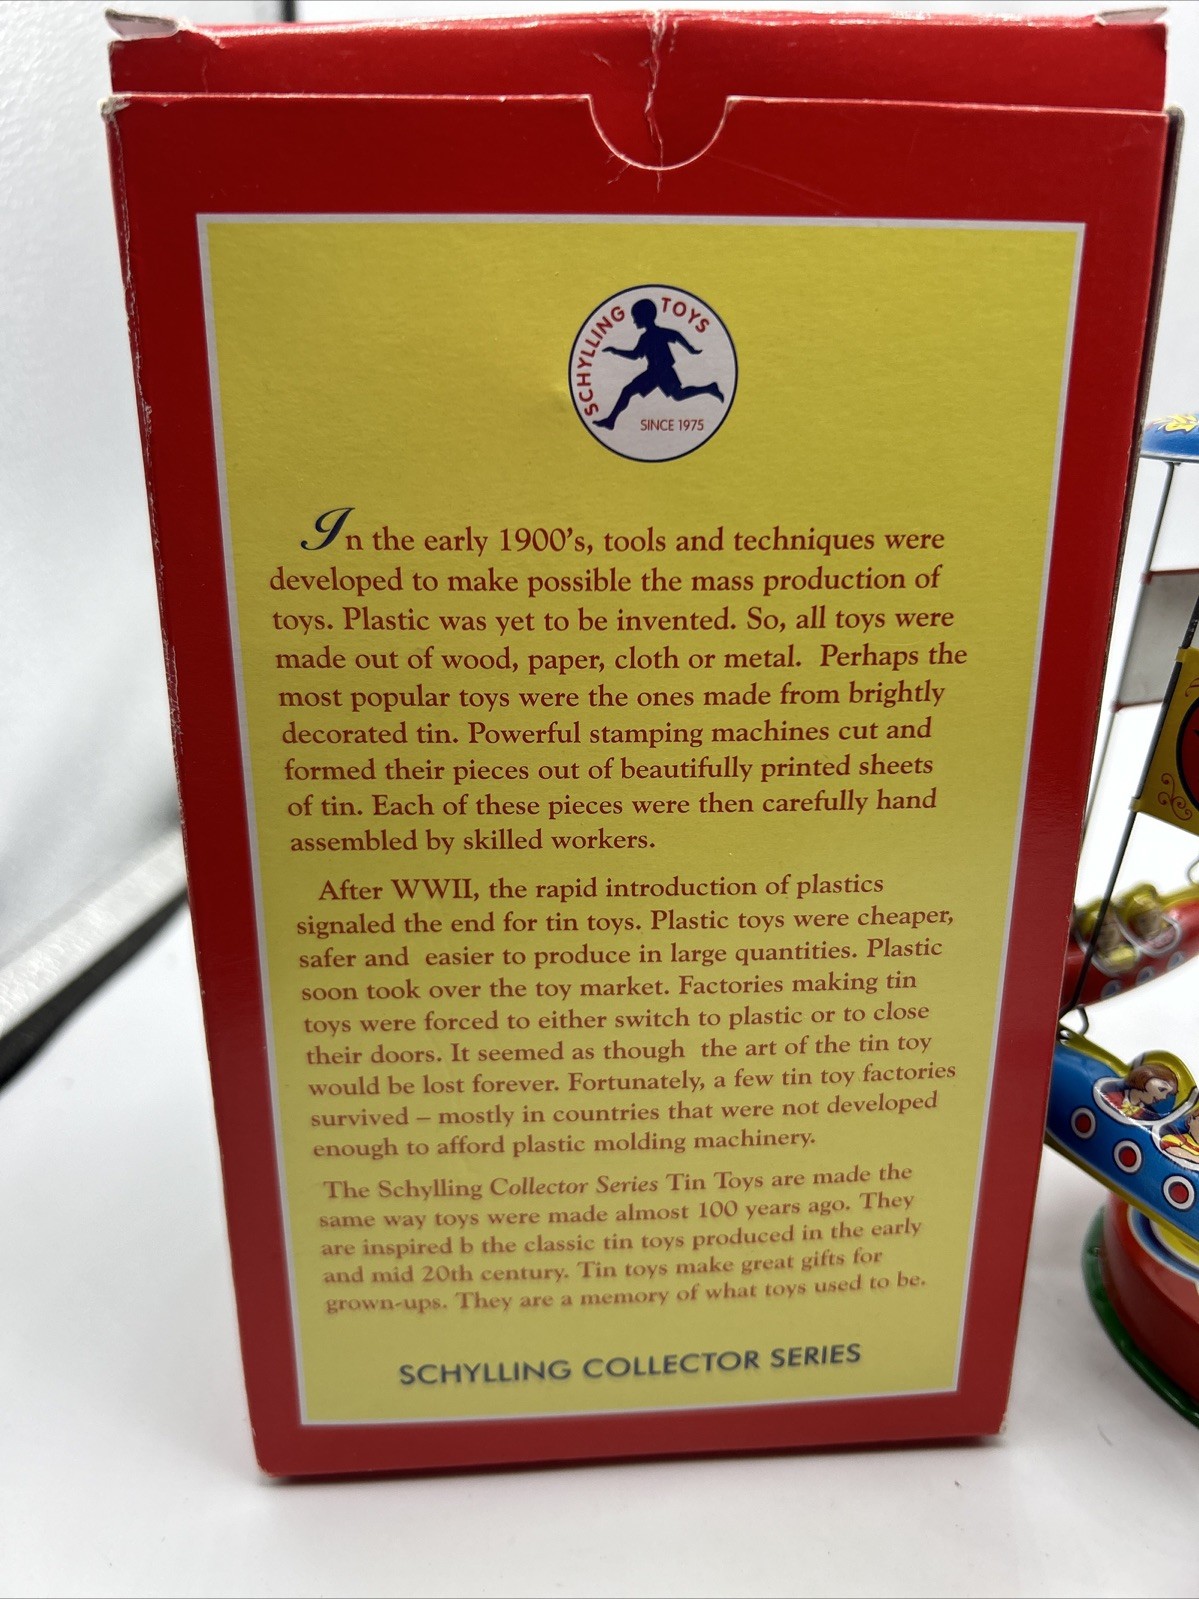 SCHYLLING TOYS
SINCE 1975
In the early 1900's, tools and techniques were
developed to make possible the mass production of
toys. Plastic was yet to be invented. So, all toys were
made out of wood, paper, cloth or metal. Perhaps the
most popular toys were the ones made from brightly
decorated tin. Powerful stamping machines cut and
formed their pieces out of beautifully printed sheets
of tin. Each of these pieces were then carefully hand
assembled by skilled workers.
After WWII, the rapid introduction of plastics
signaled the end for tin toys. Plastic toys were cheaper,
safer and easier to produce in large quantities. Plastic
soon took over the toy market. Factories making tin
toys were forced to either switch to plastic or to close
their doors. It seemed as though the art of the tin toy
would be lost forever. Fortunately, a few tin toy factories
survived – mostly in countries that were not developed
enough to afford plastic molding machinery.
The Schylling Collector Series Tin Toys are made the
same way toys were made almost 100 years ago. They
are inspired b the classic tin toys produced in the early
and mid 20th century. Tin toys make great gifts for
grown-ups. They are a memory of what toys used to be.
SCHYLLING COLLECTOR SERIES